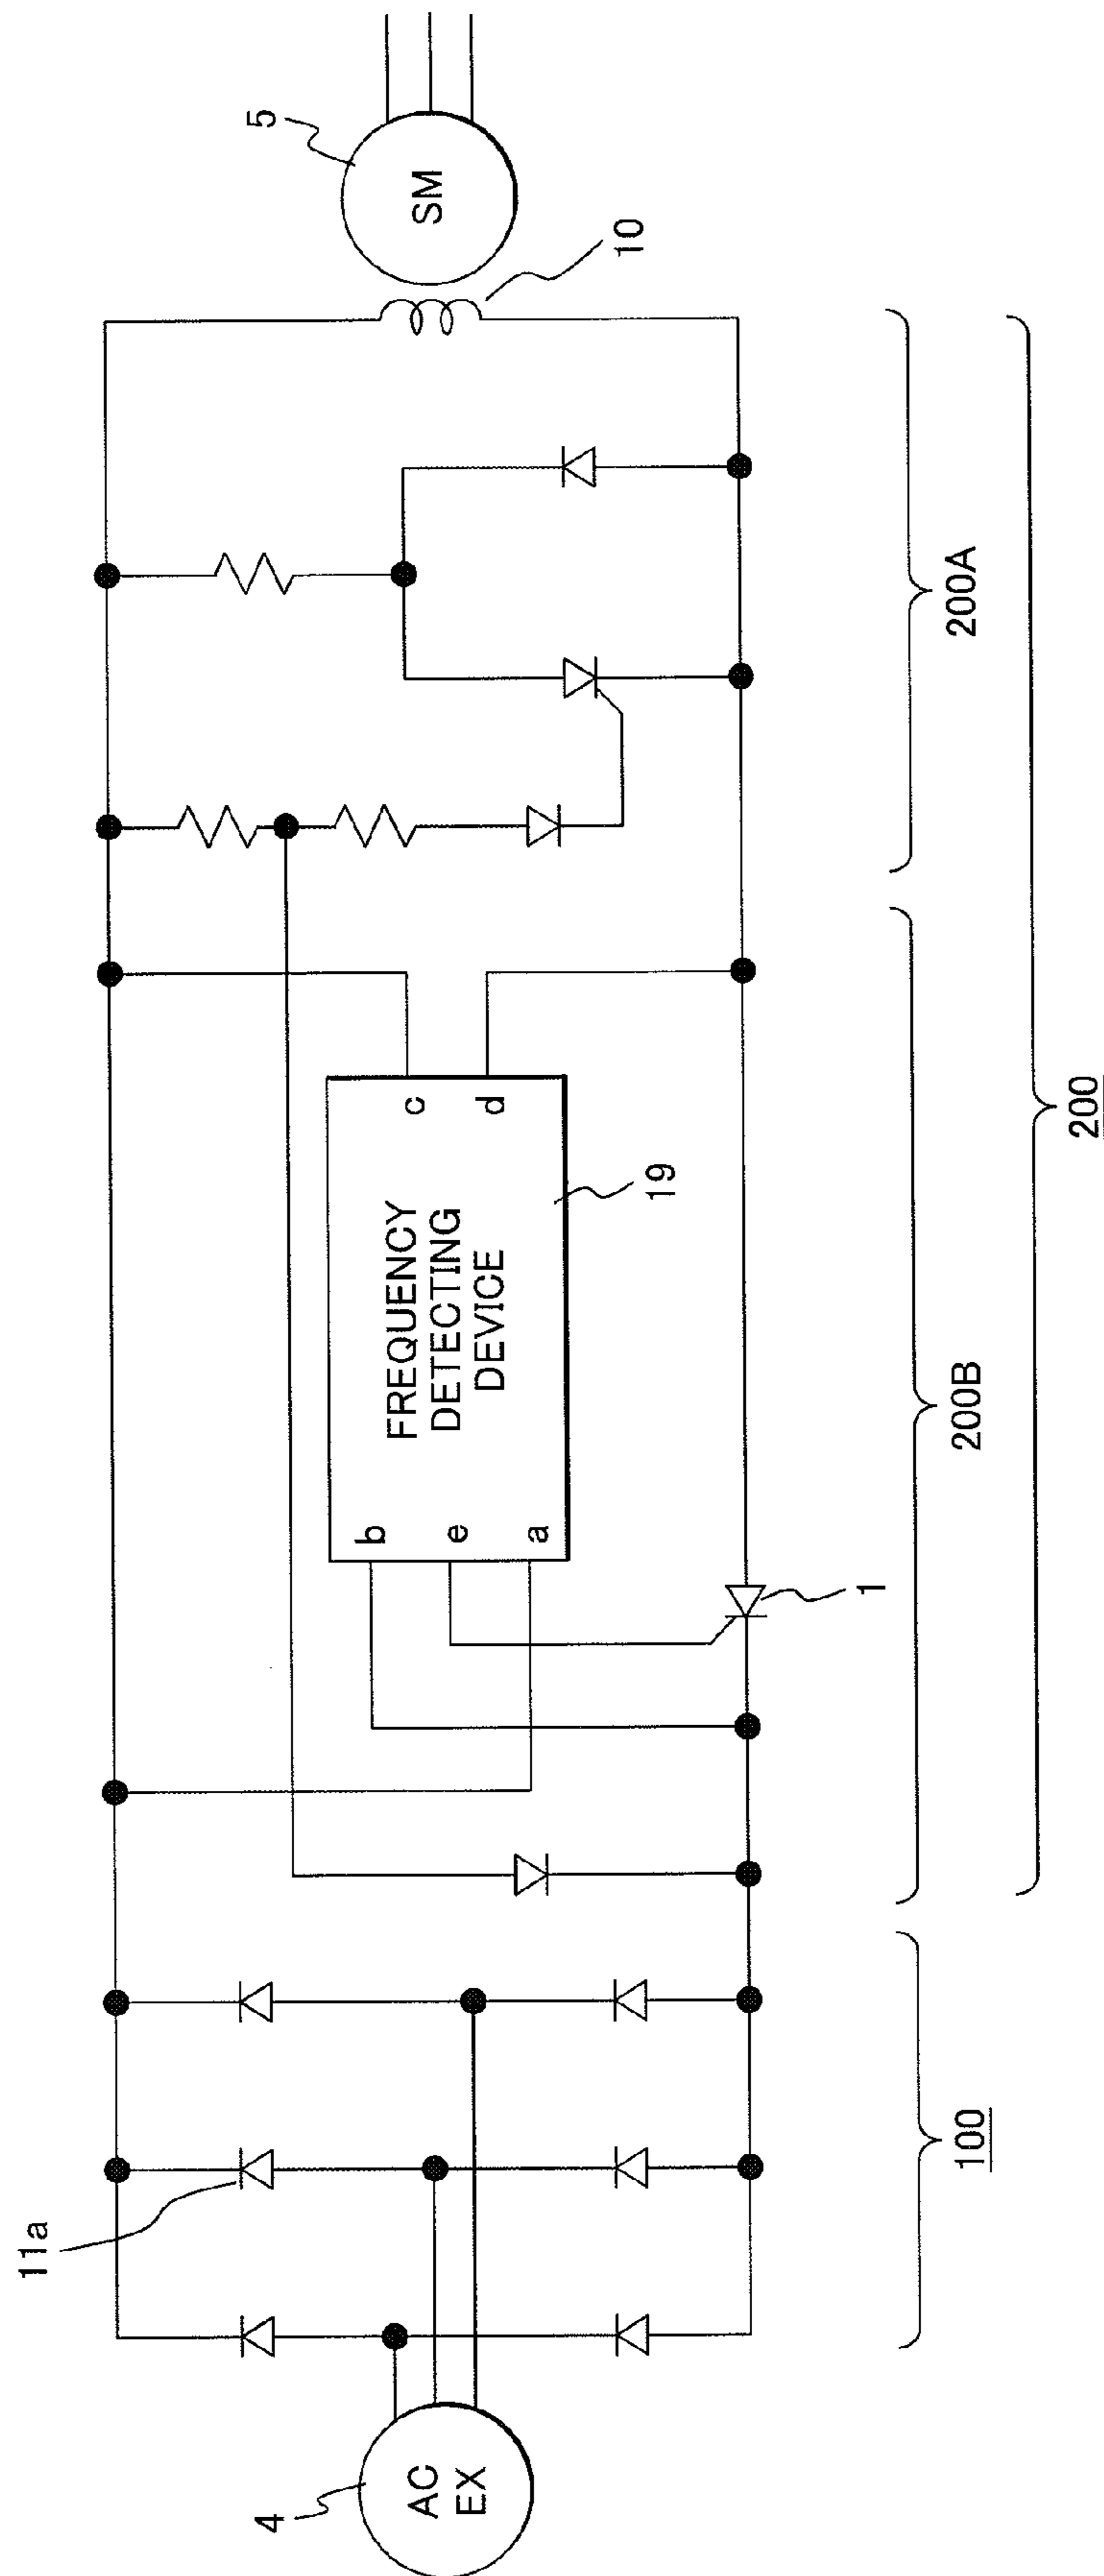 11a
4
AC
EX
b
e
a
FREQUENCY
DETECTING
DEVICE
c
d
19
1
5
SM
10
100
200B
200A
200